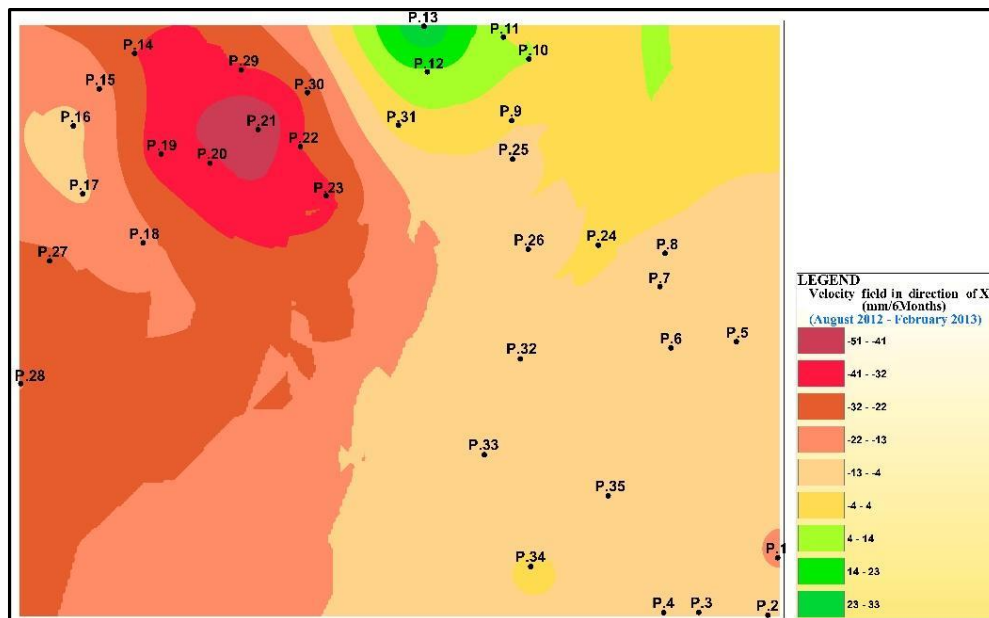 P.13
P.11
P.14
P.10
P.29
P.12
P.15
P.30
P.16
P.31
P.9
P.21
P.22
P.19
P.20
P.25
P.17
P.23
P.18
P.26
P.24
P.8
P.27
P.7
P.5
P.6
P.32
P.28
P.33
P.35
P.34
P.1
P.4
P.3
P.2
LEGEND
Velocity field in direction of X
(mm/6Months)
(August 2012 - February 2013)
-51 - -41
-41 - -32
-32 - -22
-22 - -13
-13 - -4
-4 - 4
4 - 14
14 - 23
23 - 33